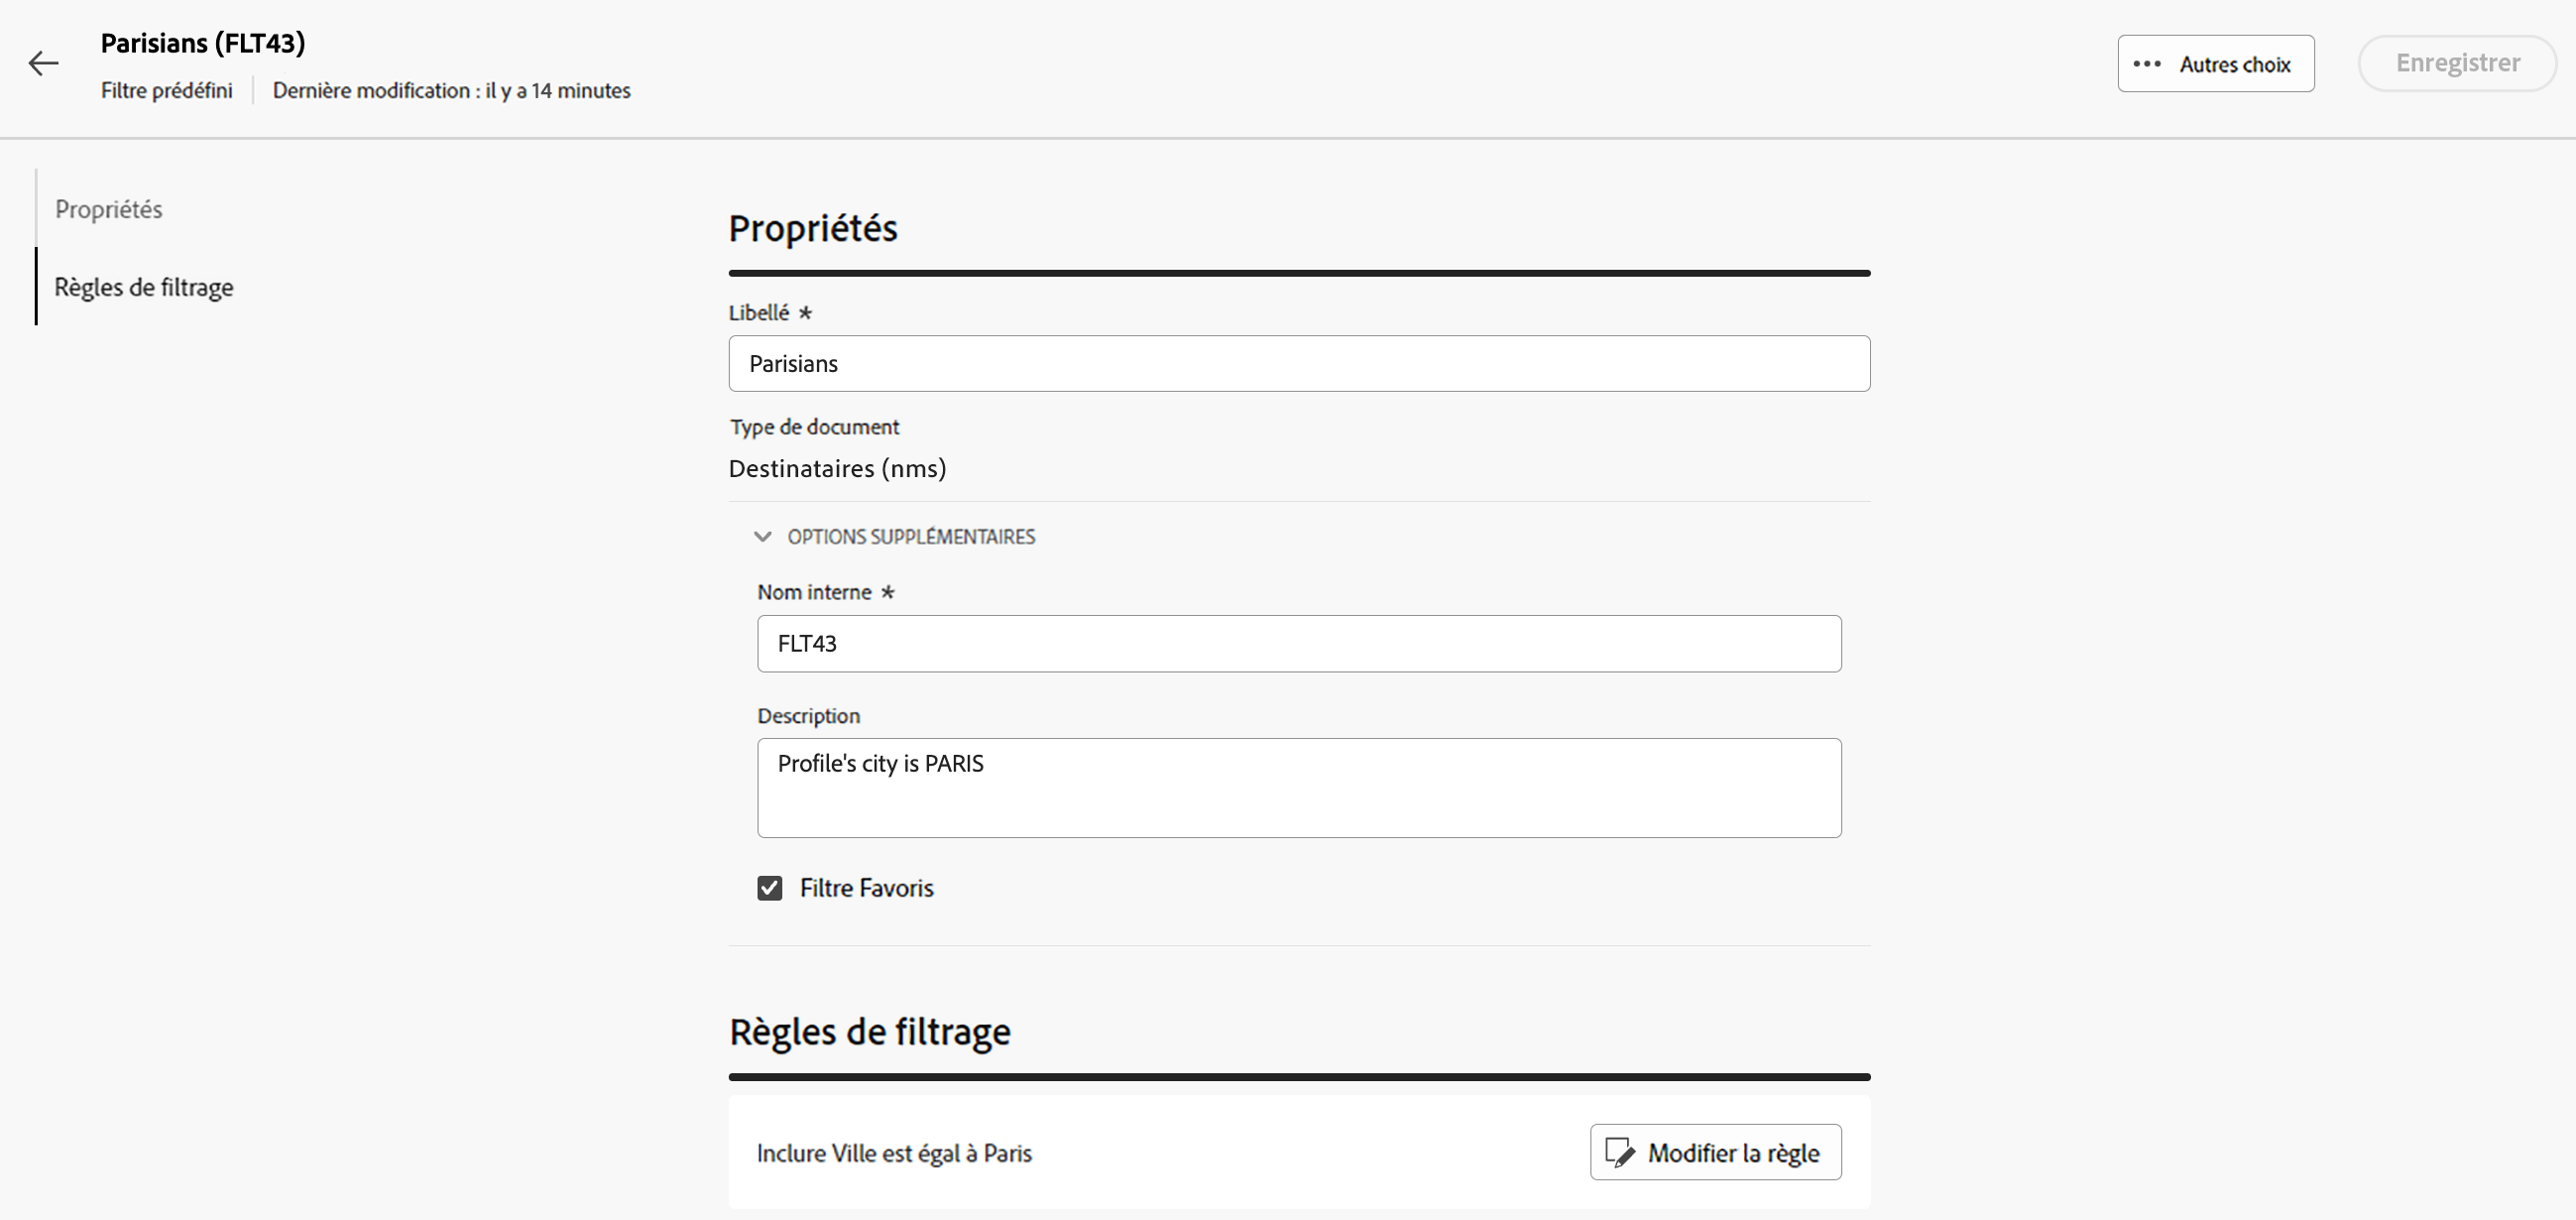 Parisians (FLT43)
Filtre prédéfini
Dernière modification : il y a 14 minutes
••• Autres choix
Enregistrer
Propriétés
Règles de filtrage
Propriétés
Libellé *
Parisians
Type de document
Destinataires (nms)
OPTIONS SUPPLÉMENTAIRES
Nom interne *
FLT43
Description
Profile's city is PARIS
Filtre Favoris
Règles de filtrage
Inclure Ville est égal à Paris
Modifier la règle